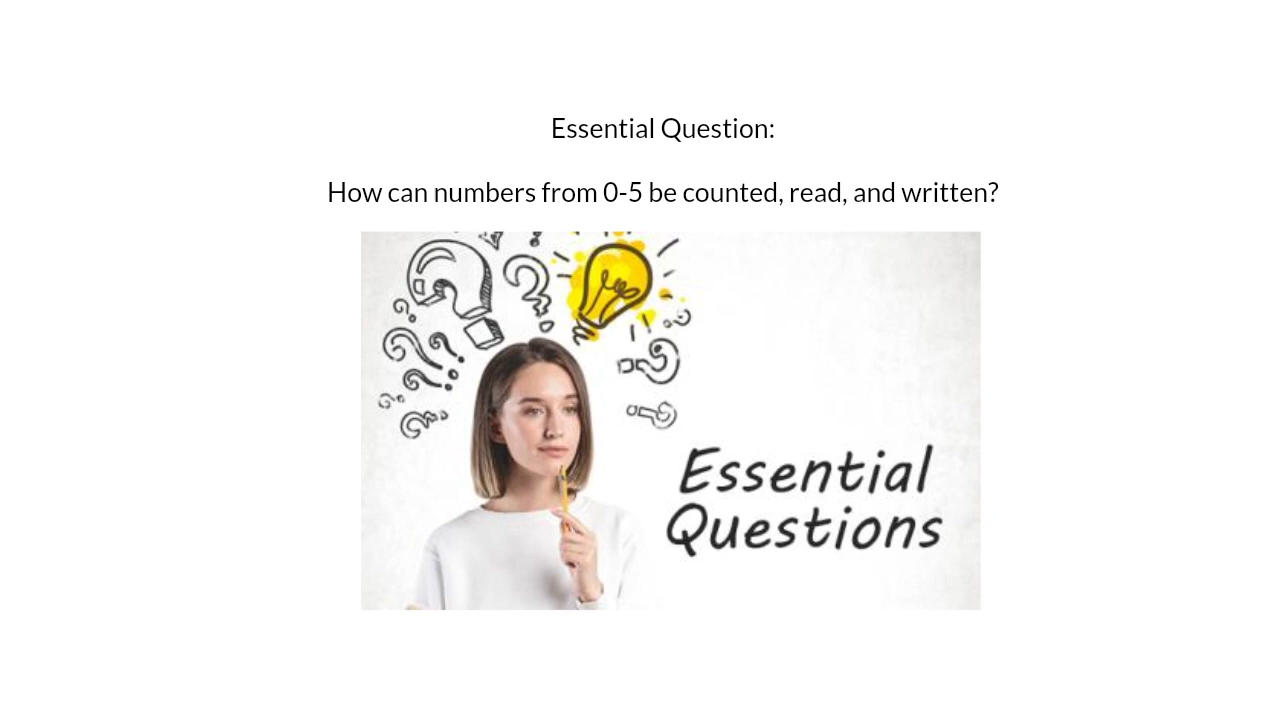 Essential Question:
How can numbers from 0-5 be counted, read, and written?
Essential
Questions